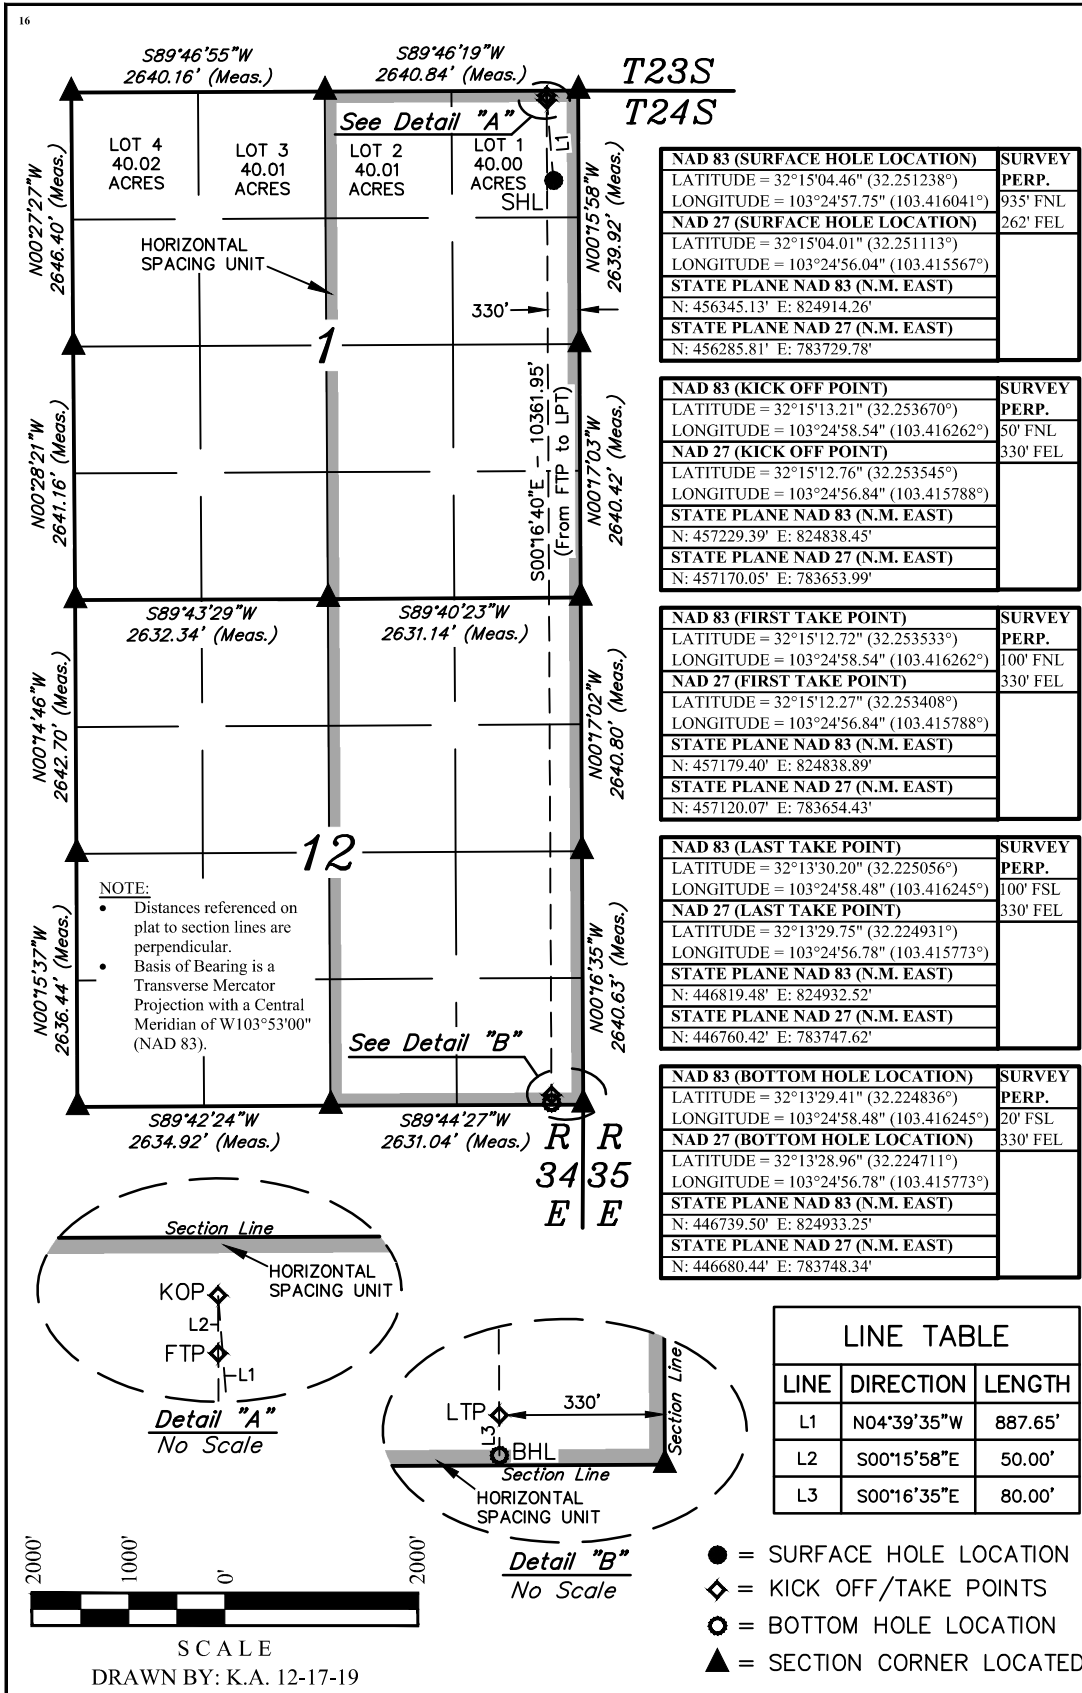 16
S89°46'55"W
2640.16' (Meas.)
S89°46'19"W
2640.84' (Meas.)
T23S
T24S
See Detail "A"
LOT 4
40.02
ACRES
LOT 3
40.01
ACRES
LOT 2
40.01
ACRES
LOT 1
40.00
ACRES
L1
SHL
N00°27'27"W
2646.40' (Meas.)
N00°15'58"W
2639.92' (Meas.)
HORIZONTAL
SPACING UNIT
330'
1
N00°28'21"W
2641.16' (Meas.)
S00°16'40"E - 10361.95'
(From FTP to LPT)
N00°17'03"W
2640.42' (Meas.)
S89°43'29"W
2632.34' (Meas.)
S89°40'23"W
2631.14' (Meas.)
N00°14'46"W
2642.70' (Meas.)
N00°17'02"W
2640.80' (Meas.)
12
NOTE:
• Distances referenced on
plat to section lines are
perpendicular.
• Basis of Bearing is a
Transverse Mercator
Projection with a Central
Meridian of W103°53'00"
(NAD 83).
N00°15'37"W
2636.44' (Meas.)
N00°16'35"W
2640.63' (Meas.)
See Detail "B"
S89°42'24"W
2634.92' (Meas.)
S89°44'27"W
2631.04' (Meas.)
R R
34 35
E E
NAD 83 (SURFACE HOLE LOCATION) SURVEY
LATITUDE = 32°15'04.46" (32.251238°) PERP.
LONGITUDE = 103°24'57.75" (103.416041°) 935' FNL
NAD 27 (SURFACE HOLE LOCATION) 262' FEL
LATITUDE = 32°15'04.01" (32.251113°)
LONGITUDE = 103°24'56.04" (103.415567°)
STATE PLANE NAD 83 (N.M. EAST)
N: 456345.13' E: 824914.26'
STATE PLANE NAD 27 (N.M. EAST)
N: 456285.81' E: 783729.78'
NAD 83 (KICK OFF POINT) SURVEY
LATITUDE = 32°15'13.21" (32.253670°) PERP.
LONGITUDE = 103°24'58.54" (103.416262°) 50' FNL
NAD 27 (KICK OFF POINT) 330' FEL
LATITUDE = 32°15'12.76" (32.253545°)
LONGITUDE = 103°24'56.84" (103.415788°)
STATE PLANE NAD 83 (N.M. EAST)
N: 457229.39' E: 824838.45'
STATE PLANE NAD 27 (N.M. EAST)
N: 457170.05' E: 783653.99'
NAD 83 (FIRST TAKE POINT) SURVEY
LATITUDE = 32°15'12.72" (32.253533°) PERP.
LONGITUDE = 103°24'58.54" (103.416262°) 100' FNL
NAD 27 (FIRST TAKE POINT) 330' FEL
LATITUDE = 32°15'12.27" (32.253408°)
LONGITUDE = 103°24'56.84" (103.415788°)
STATE PLANE NAD 83 (N.M. EAST)
N: 457179.40' E: 824838.89'
STATE PLANE NAD 27 (N.M. EAST)
N: 457120.07' E: 783654.43'
NAD 83 (LAST TAKE POINT) SURVEY
LATITUDE = 32°13'30.20" (32.225056°) PERP.
LONGITUDE = 103°24'58.48" (103.416245°) 100' FSL
NAD 27 (LAST TAKE POINT) 330' FEL
LATITUDE = 32°13'29.75" (32.224931°)
LONGITUDE = 103°24'56.78" (103.415773°)
STATE PLANE NAD 83 (N.M. EAST)
N: 446819.48' E: 824932.52'
STATE PLANE NAD 27 (N.M. EAST)
N: 446760.42' E: 783747.62'
NAD 83 (BOTTOM HOLE LOCATION) SURVEY
LATITUDE = 32°13'29.41" (32.224836°) PERP.
LONGITUDE = 103°24'58.48" (103.416245°) 20' FSL
NAD 27 (BOTTOM HOLE LOCATION) 330' FEL
LATITUDE = 32°13'28.96" (32.224711°)
LONGITUDE = 103°24'56.78" (103.415773°)
STATE PLANE NAD 83 (N.M. EAST)
N: 446739.50' E: 824933.25'
STATE PLANE NAD 27 (N.M. EAST)
N: 446680.44' E: 783748.34'
Section Line
HORIZONTAL
SPACING UNIT
KOP
L2
FTP
L1
Detail "A"
No Scale
LTP
330'
L3
BHL
Section Line
Section Line
HORIZONTAL
SPACING UNIT
Detail "B"
No Scale
LINE TABLE
LINE DIRECTION LENGTH
L1 N04°39'35"W 887.65'
L2 S00°15'58"E 50.00'
L3 S00°16'35"E 80.00'
= SURFACE HOLE LOCATION
= KICK OFF/TAKE POINTS
= BOTTOM HOLE LOCATION
= SECTION CORNER LOCATED
2000' 1000' 0' 2000'
SCALE
DRAWN BY: K.A. 12-17-19